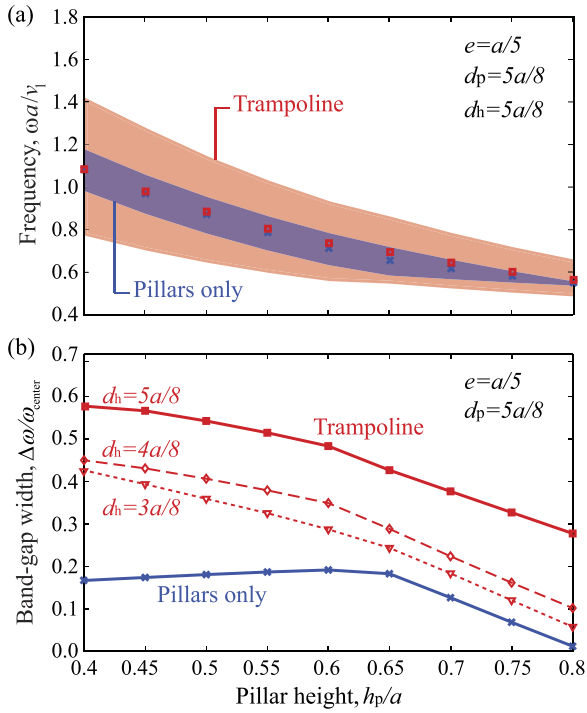 (a)
1.8
1.6
1.4
1.2
1.0
0.8
0.6
0.4
Frequency, ωa/vₗ
e=a/5
dₚ=5a/8
dₕ=5a/8
Trampoline
Pillars only
(b)
0.7
0.6
0.5
0.4
0.3
0.2
0.1
0.0
Band-gap width, Δω/ω_center
e=a/5
dₚ=5a/8
dₕ=5a/8
Trampoline
dₕ=4a/8
dₕ=3a/8
Pillars only
0.4 0.45 0.5 0.55 0.6 0.65 0.7 0.75 0.8
Pillar height, hₚ/a